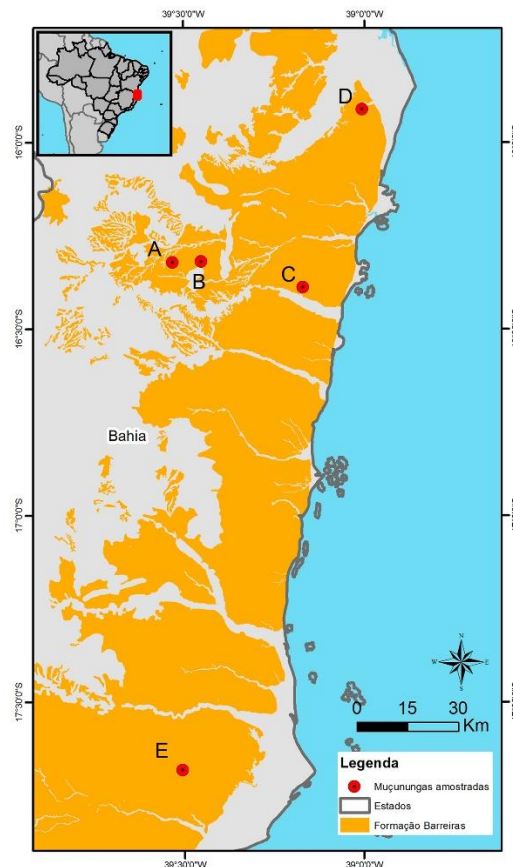 39°30'0"W
39°0'0"W
D
16°0'0"S
A
B
C
16°30'0"S
Bahia
17°0'0"S
N
W
E
S
17°30'0"S
0 15 30
Km
E
Legenda
Muçunungas amostradas
Estados
Formação Barreiras
39°30'0"W
39°0'0"W